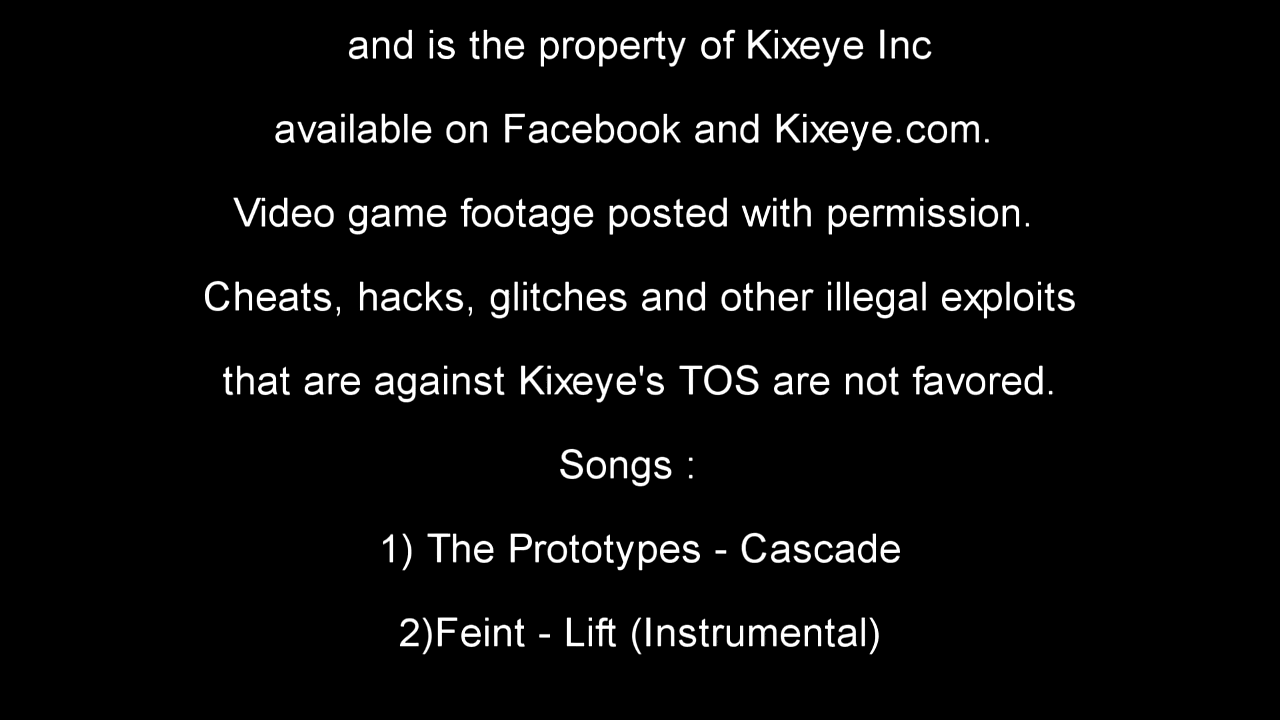 and is the property of Kixeye Inc
available on Facebook and Kixeye.com.
Video game footage posted with permission.
Cheats, hacks, glitches and other illegal exploits
that are against Kixeye's TOS are not favored.
Songs :
1) The Prototypes - Cascade
2)Feint - Lift (Instrumental)